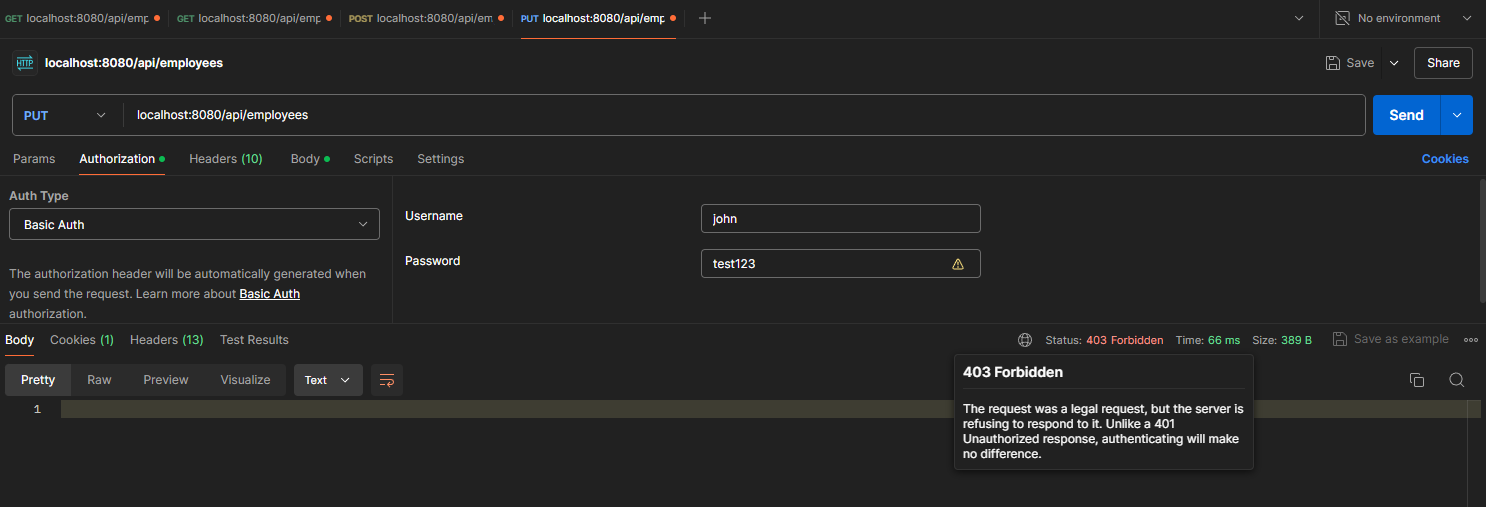 GET localhost:8080/api/emp
GET localhost:8080/api/emp
POST localhost:8080/api/em
PUT localhost:8080/api/emp
No environment
HTTP localhost:8080/api/employees
Save
Share
PUT
localhost:8080/api/employees
Send
Params
Authorization
Headers (10)
Body
Scripts
Settings
Cookies
Auth Type
Basic Auth
The authorization header will be automatically generated when
you send the request. Learn more about Basic Auth
authorization.
Username
john
Password
test123
Body
Cookies (1)
Headers (13)
Test Results
Status: 403 Forbidden
Time: 66 ms
Size: 389 B
Save as example
Pretty
Raw
Preview
Visualize
Text
1
403 Forbidden
The request was a legal request, but the server is
refusing to respond to it. Unlike a 401
Unauthorized response, authenticating will make
no difference.